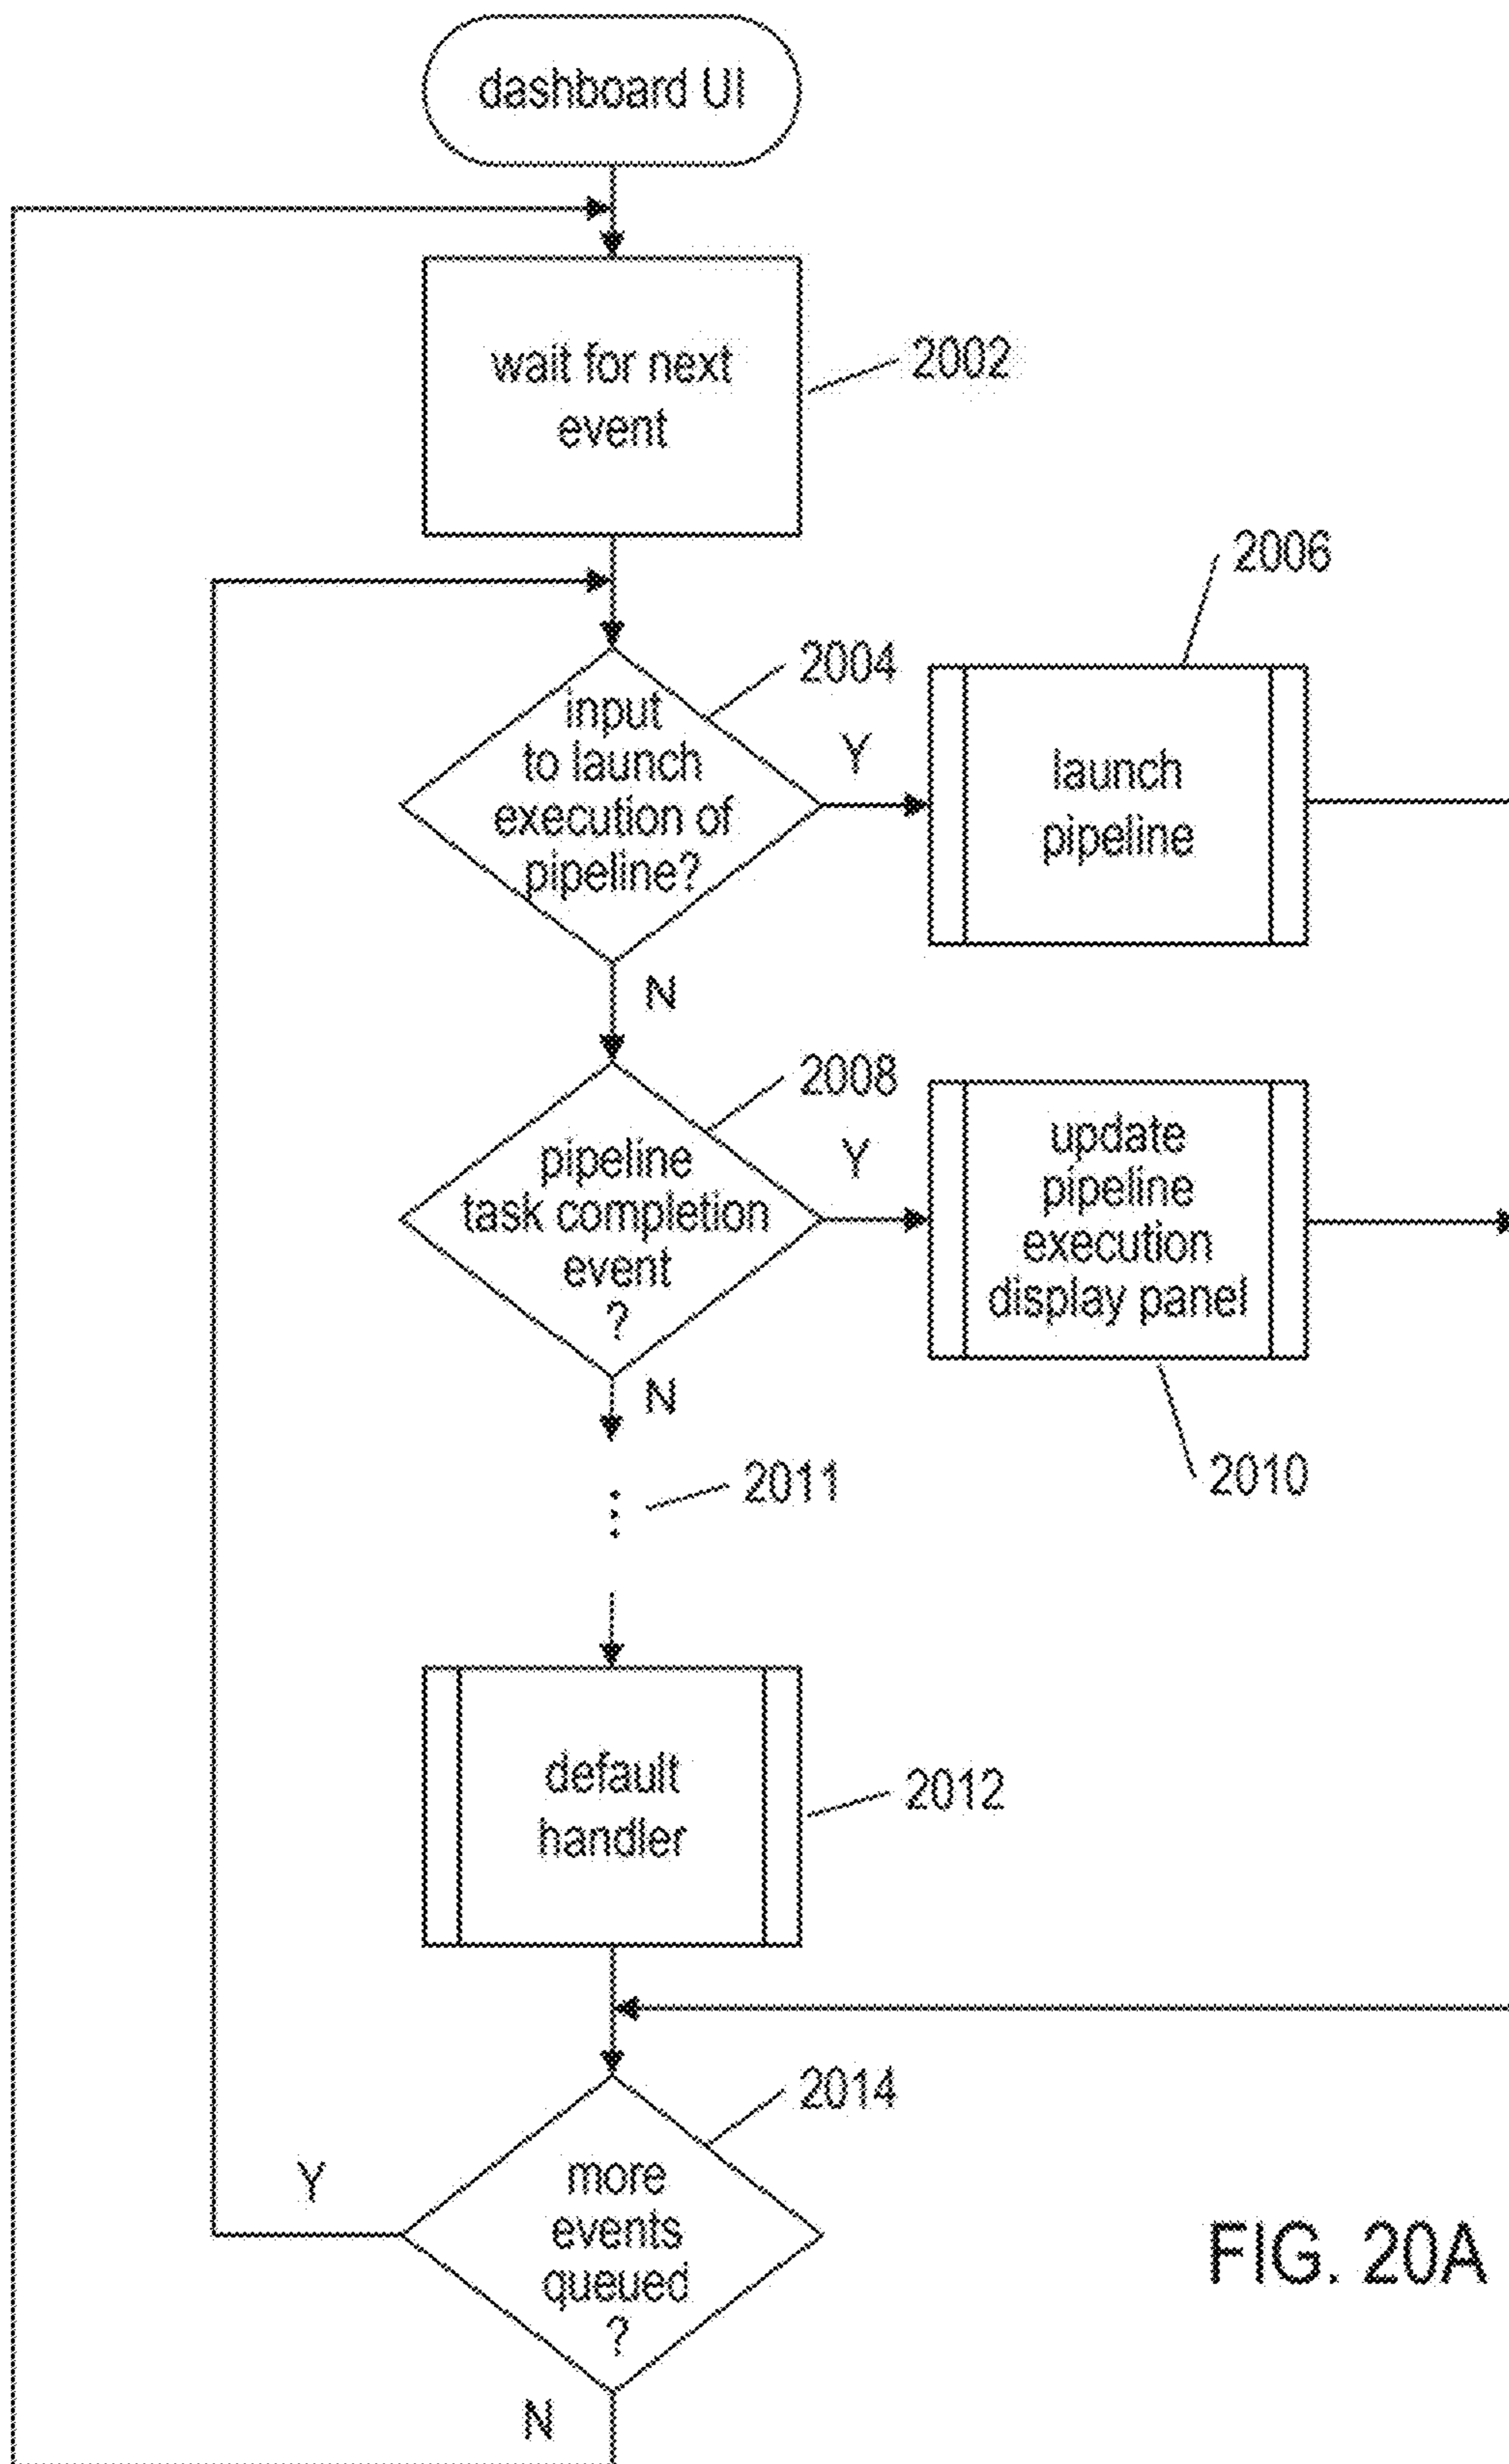 dashboard UI
wait for next
event
2002
2006
2004
input
to launch
execution of
pipeline?
Y
launch
pipeline
N
2008
pipeline
task completion
event
?
Y
update
pipeline
execution
display panel
N
2011
2010
default
handler
2012
2014
more
events
queued
?
Y
N
FIG. 20A